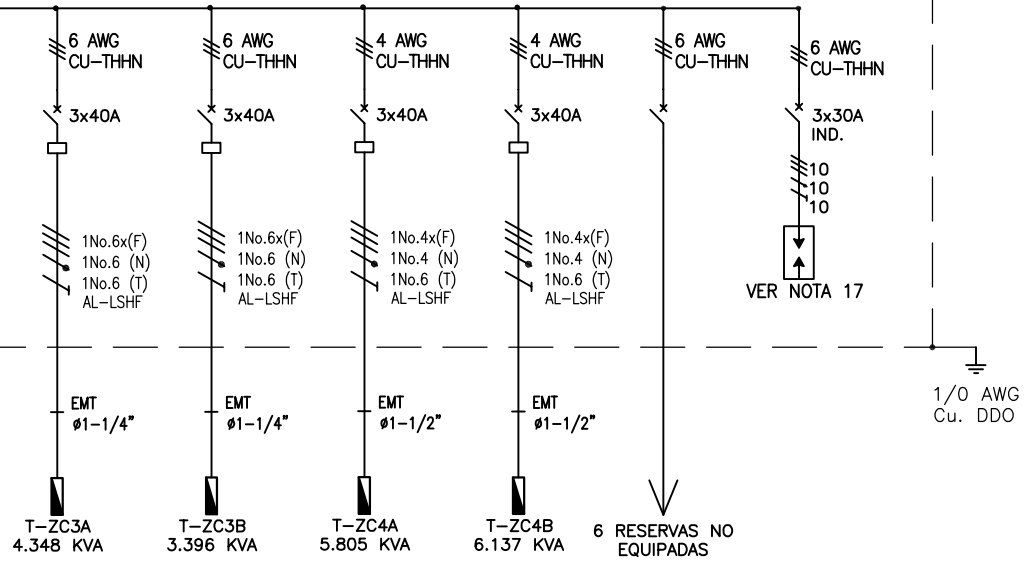 6 AWG
CU-THHN
6 AWG
CU-THHN
4 AWG
CU-THHN
4 AWG
CU-THHN
6 AWG
CU-THHN
6 AWG
CU-THHN
3x40A
3x40A
3x40A
3x40A
3x30A
IND.
10
10
10
1No.6x(F)
1No.6 (N)
1No.6 (T)
AL-LSHF
1No.6x(F)
1No.6 (N)
1No.6 (T)
AL-LSHF
1No.4x(F)
1No.4 (N)
1No.6 (T)
AL-LSHF
1No.4x(F)
1No.4 (N)
1No.6 (T)
AL-LSHF
VER NOTA 17
EMT
ø1-1/4"
EMT
ø1-1/4"
EMT
ø1-1/2"
EMT
ø1-1/2"
1/0 AWG
Cu. DDO
T-ZC3A
4.348 KVA
T-ZC3B
3.396 KVA
T-ZC4A
5.805 KVA
T-ZC4B
6.137 KVA
6 RESERVAS NO
EQUIPADAS